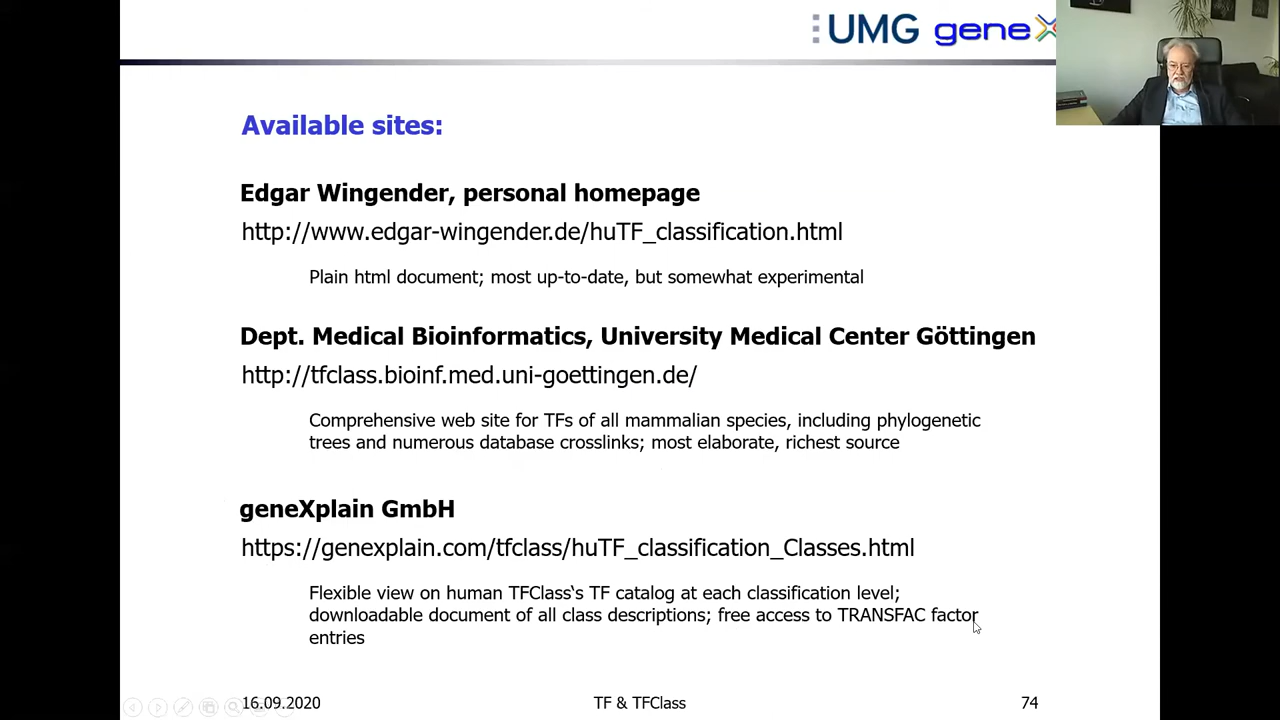 UMG gene
Available sites:
Edgar Wingender, personal homepage
http://www.edgar-wingender.de/huTF_classification.html
Plain html document; most up-to-date, but somewhat experimental
Dept. Medical Bioinformatics, University Medical Center Göttingen
http://tfclass.bioinf.med.uni-goettingen.de/
Comprehensive web site for TFs of all mammalian species, including phylogenetic
trees and numerous database crosslinks; most elaborate, richest source
geneXplain GmbH
https://genexplain.com/tfclass/huTF_classification_Classes.html
Flexible view on human TFClass‘s TF catalog at each classification level;
downloadable document of all class descriptions; free access to TRANSFAC factor
entries
16.09.2020 TF & TFClass 74